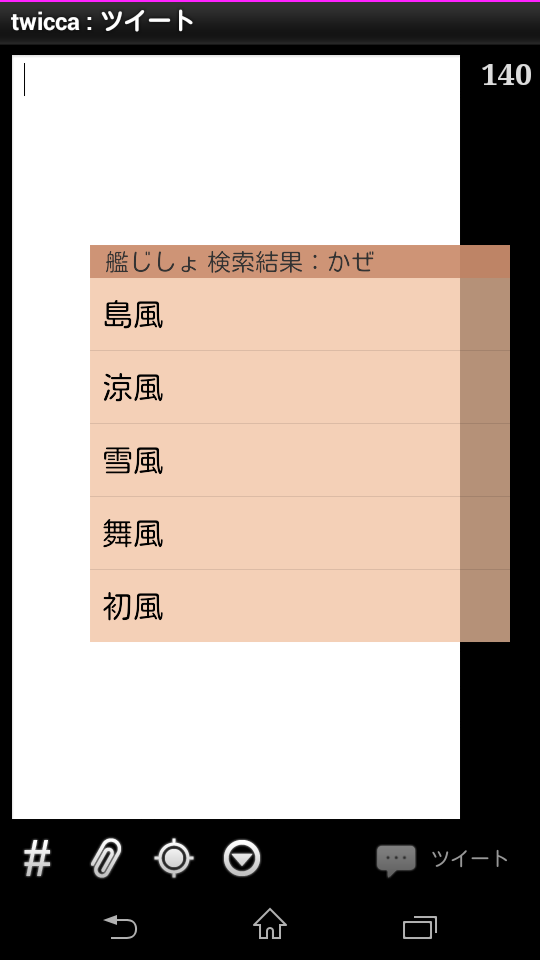 twicca : ツイート
140
艦じしょ 検索結果：かぜ
島風
涼風
雪風
舞風
初風
ツイート